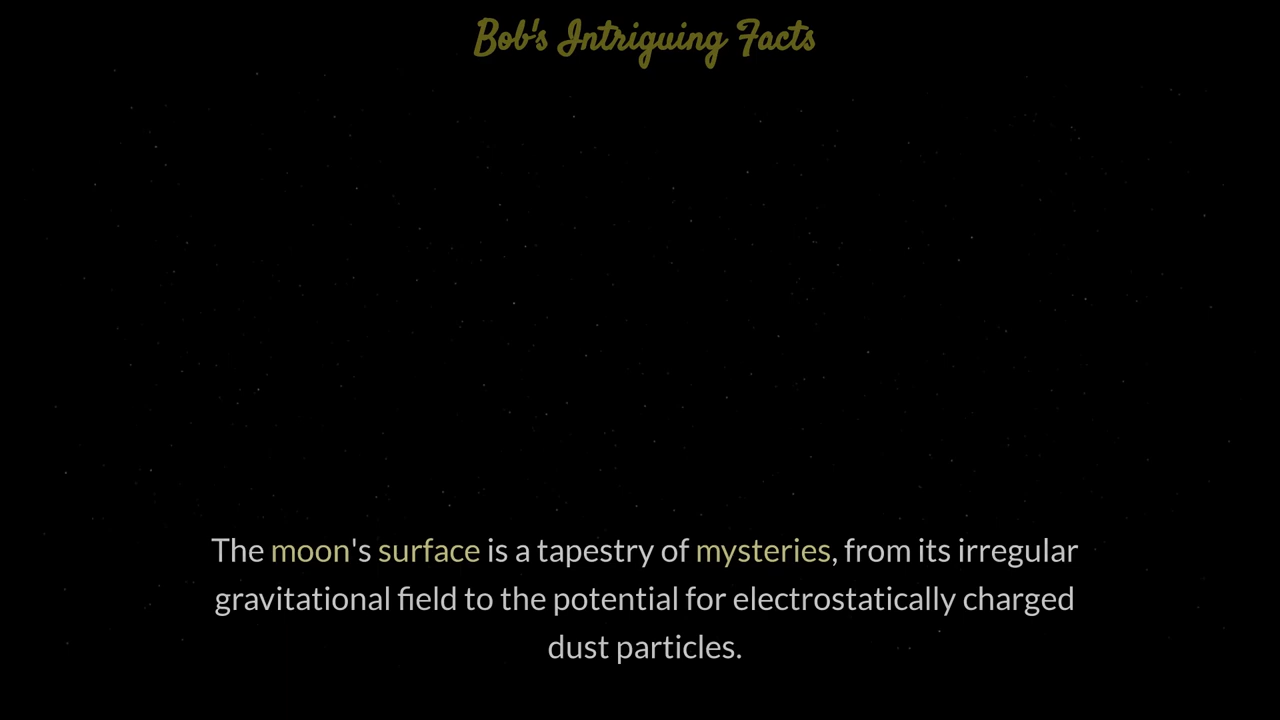 Bob's Intriguing Facts
The moon's surface is a tapestry of mysteries, from its irregular
gravitational field to the potential for electrostatically charged
dust particles.